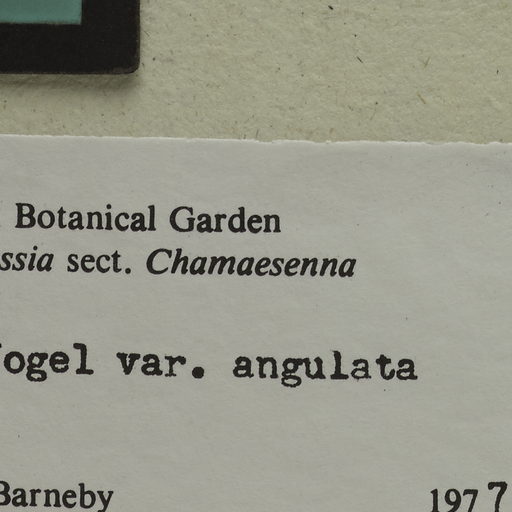 Botanical Garden
ssia sect. Chamaesenna
ogel var. angulata
Barneby 1977